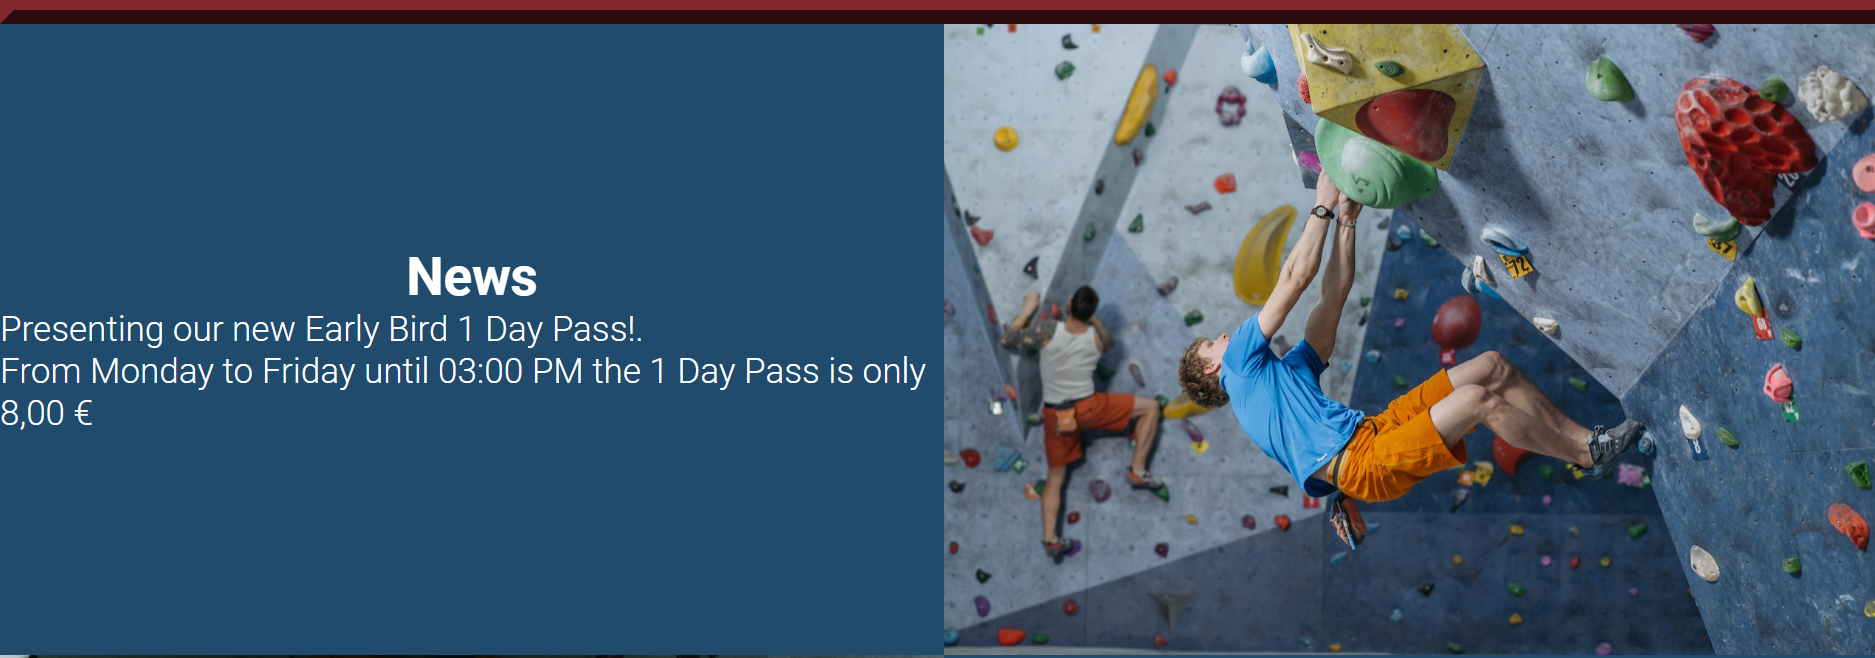 News
Presenting our new Early Bird 1 Day Pass!.
From Monday to Friday until 03:00 PM the 1 Day Pass is only
8,00 €
72